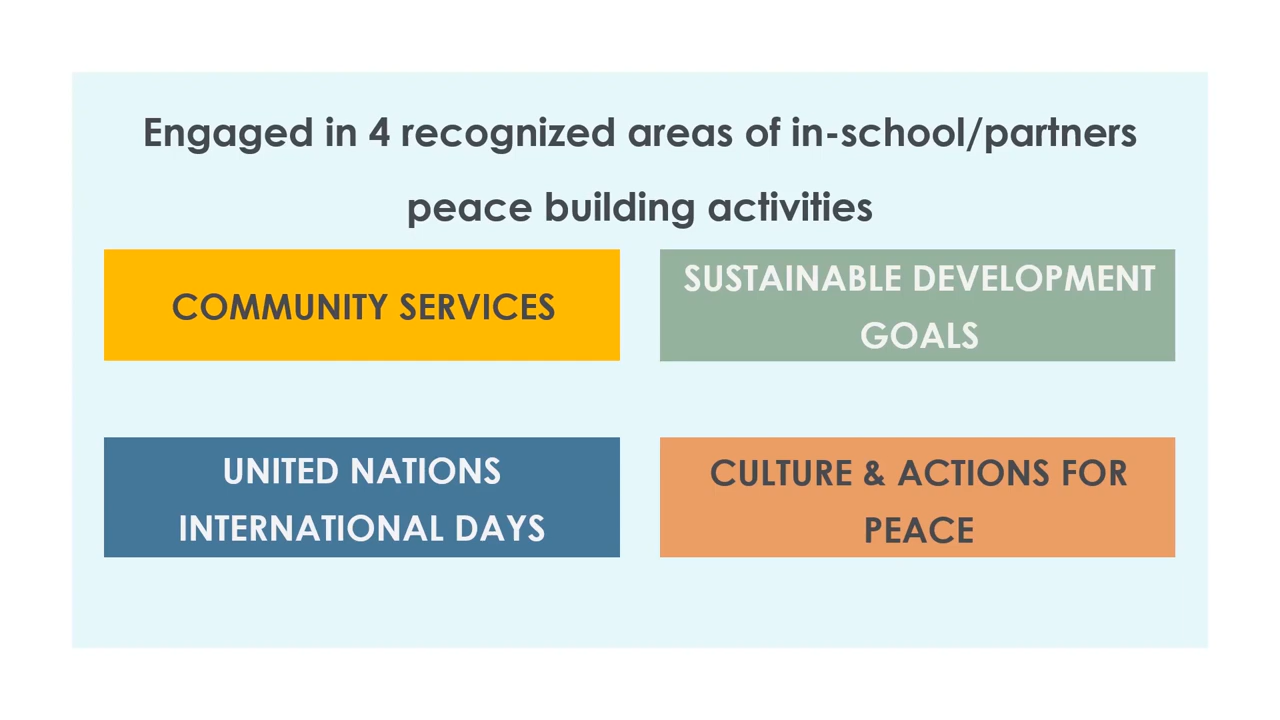 Engaged in 4 recognized areas of in-school/partners
peace building activities
COMMUNITY SERVICES
SUSTAINABLE DEVELOPMENT
GOALS
UNITED NATIONS
INTERNATIONAL DAYS
CULTURE & ACTIONS FOR
PEACE